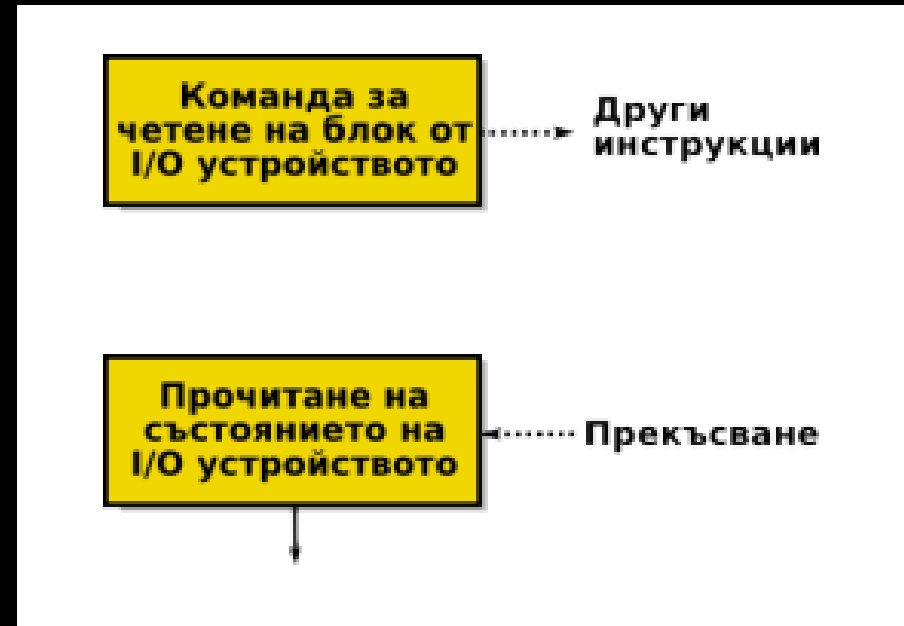 Команда за
четене на блок от
I/O устройството
Други
инструкции
Прочитане на
състоянието на
I/O устройството
Прекъсване